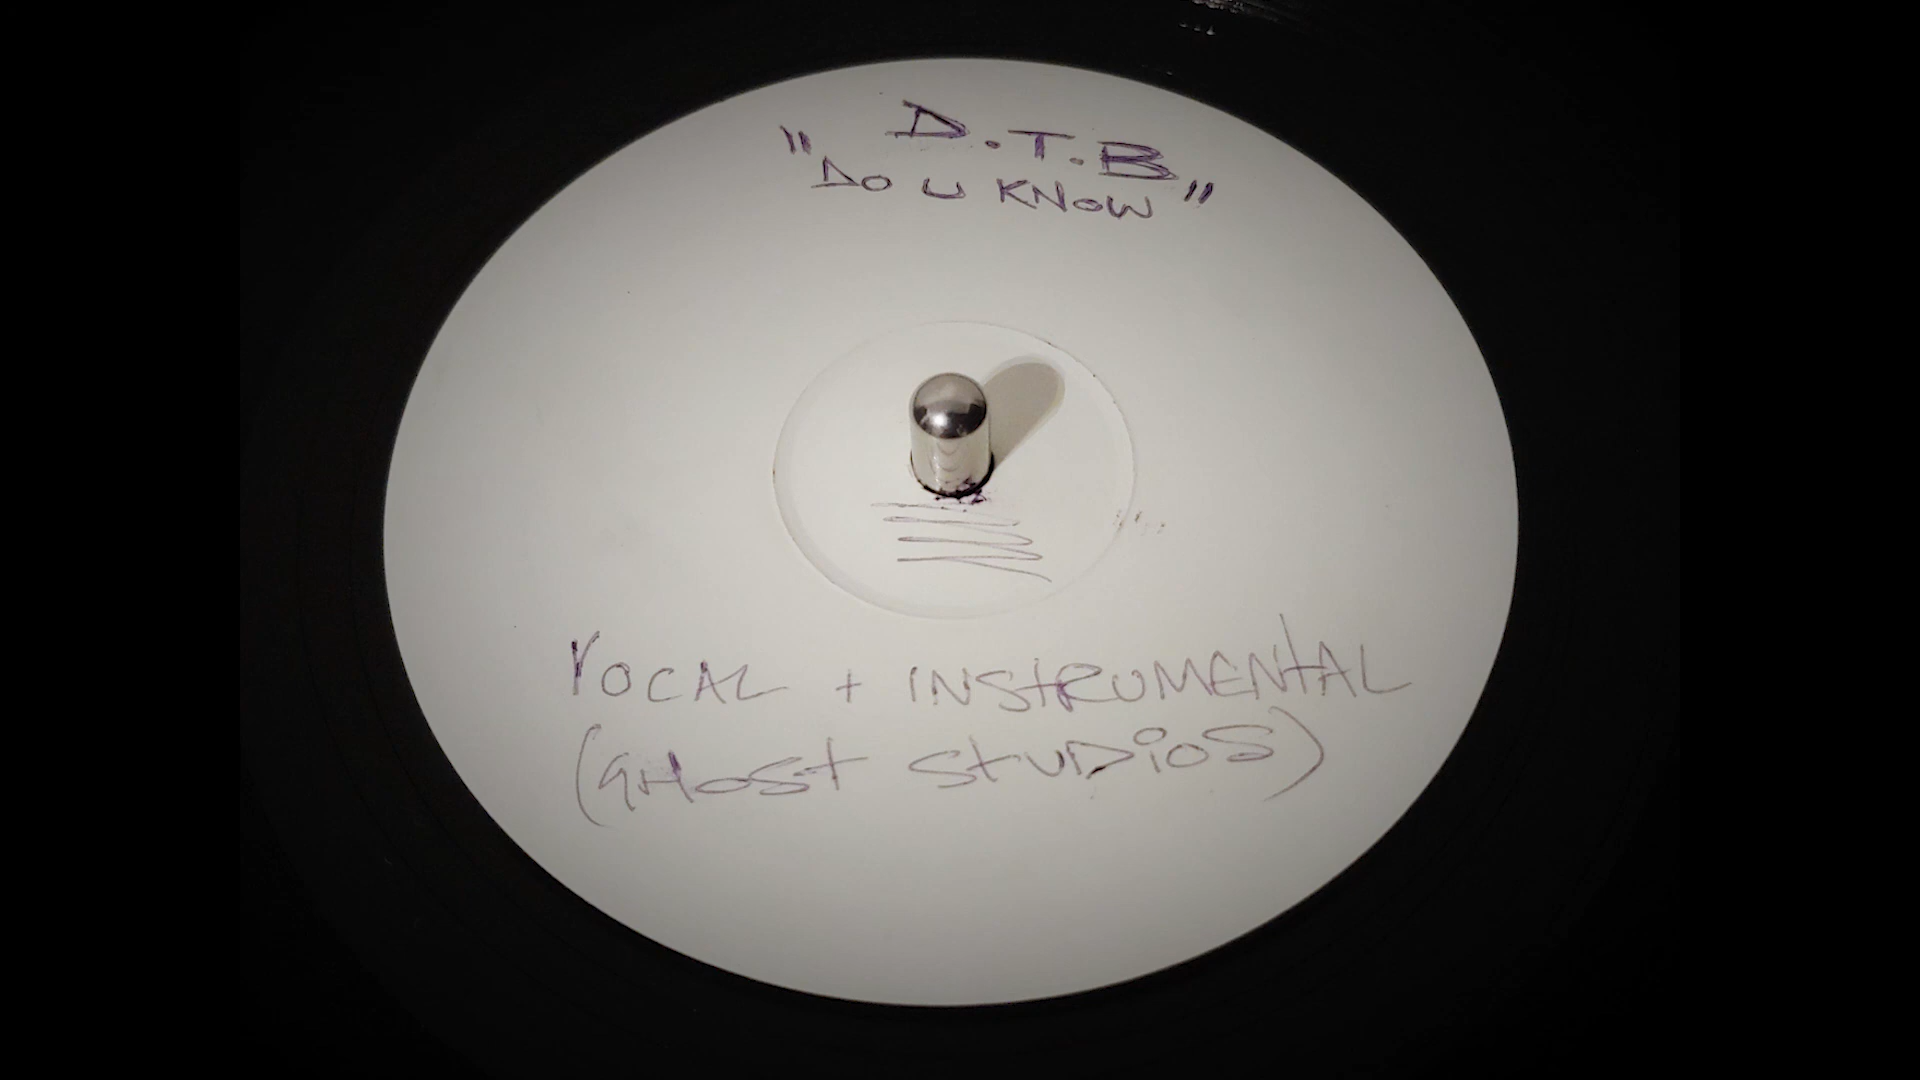 D.T.B
"DO U KNOW"
VOCAL + INSTRUMENTAL
(GHOST STUDIOS)